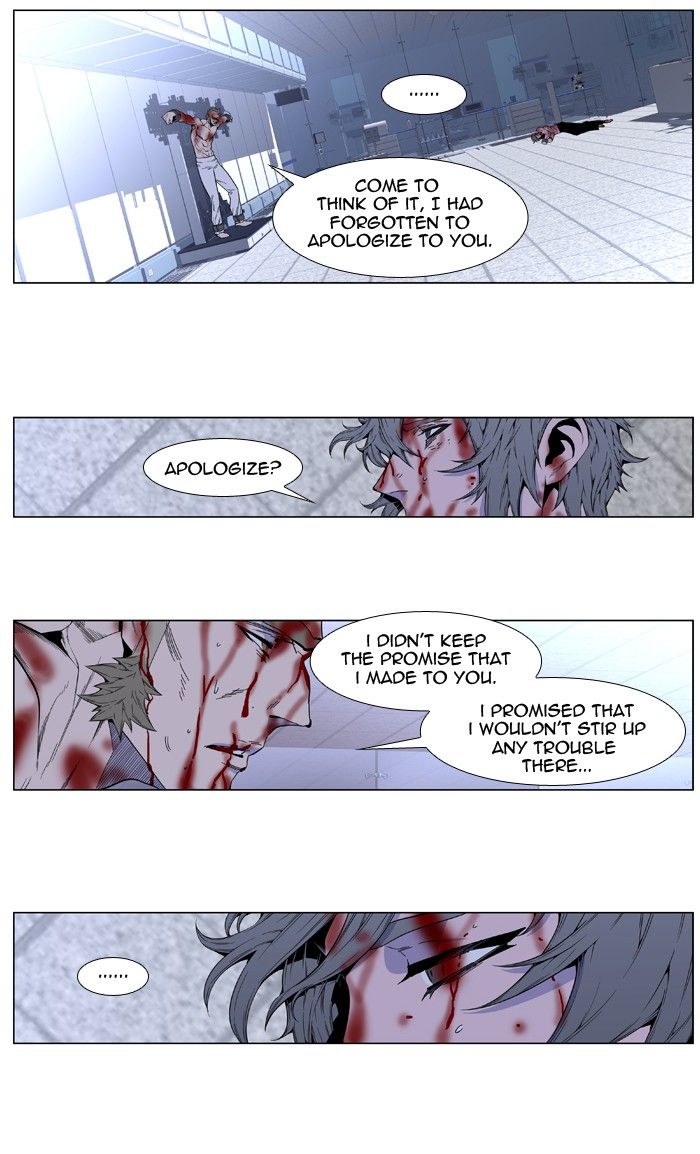 ......
COME TO
THINK OF IT, I HAD
FORGOTTEN TO
APOLOGIZE TO YOU.
APOLOGIZE?
I DIDN'T KEEP
THE PROMISE THAT
I MADE TO YOU.
I PROMISED THAT
I WOULDN'T STIR UP
ANY TROUBLE
THERE...
......